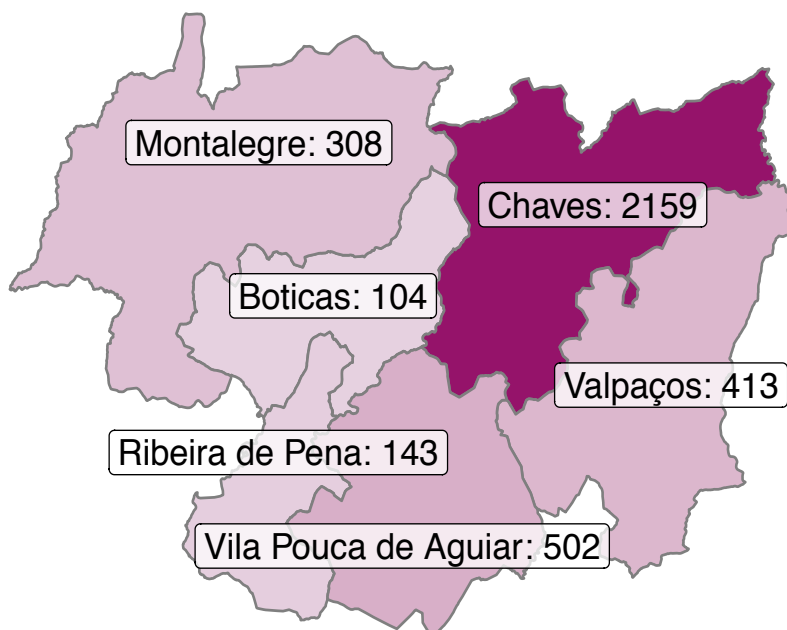 Montalegre: 308
Chaves: 2159
Boticas: 104
Valpaços: 413
Ribeira de Pena: 143
Vila Pouca de Aguiar: 502